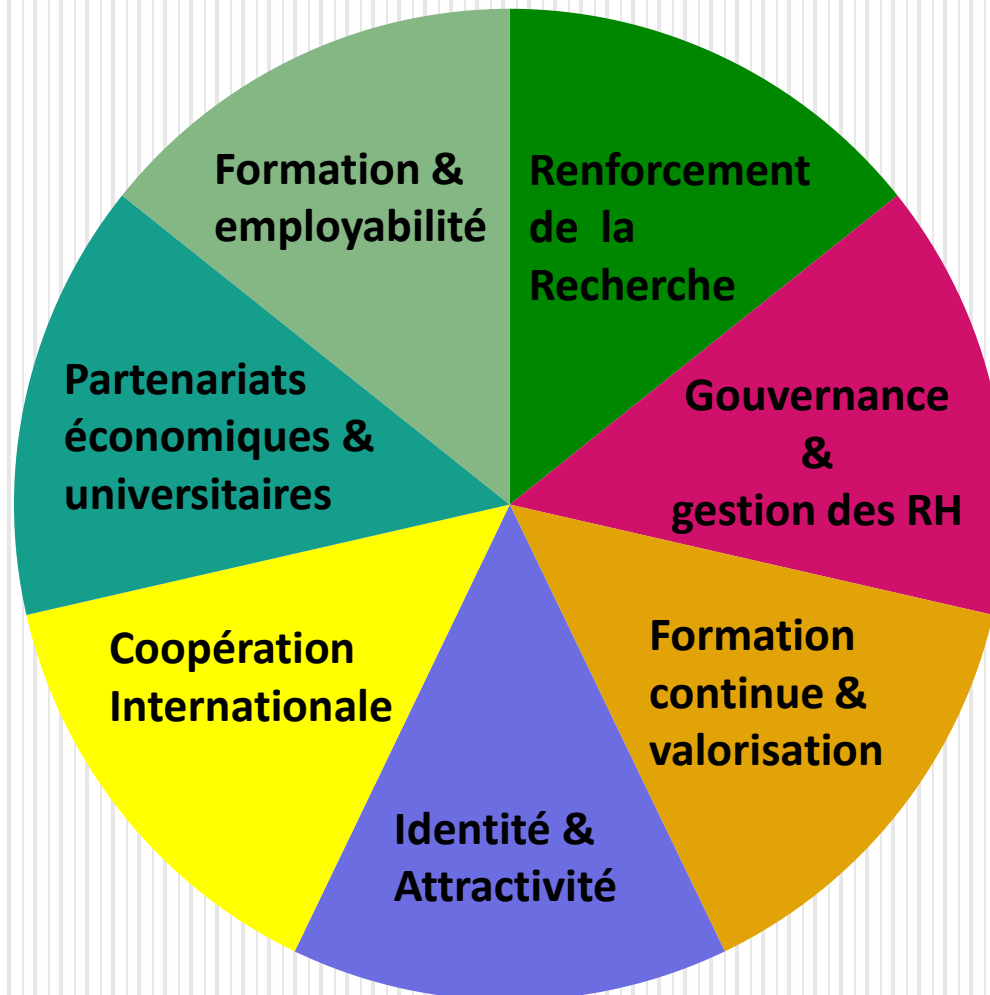 Formation &
employabilité
Renforcement
de la
Recherche
Partenariats
économiques &
universitaires
Gouvernance
&
gestion des RH
Coopération
Internationale
Formation
continue &
valorisation
Identité &
Attractivité